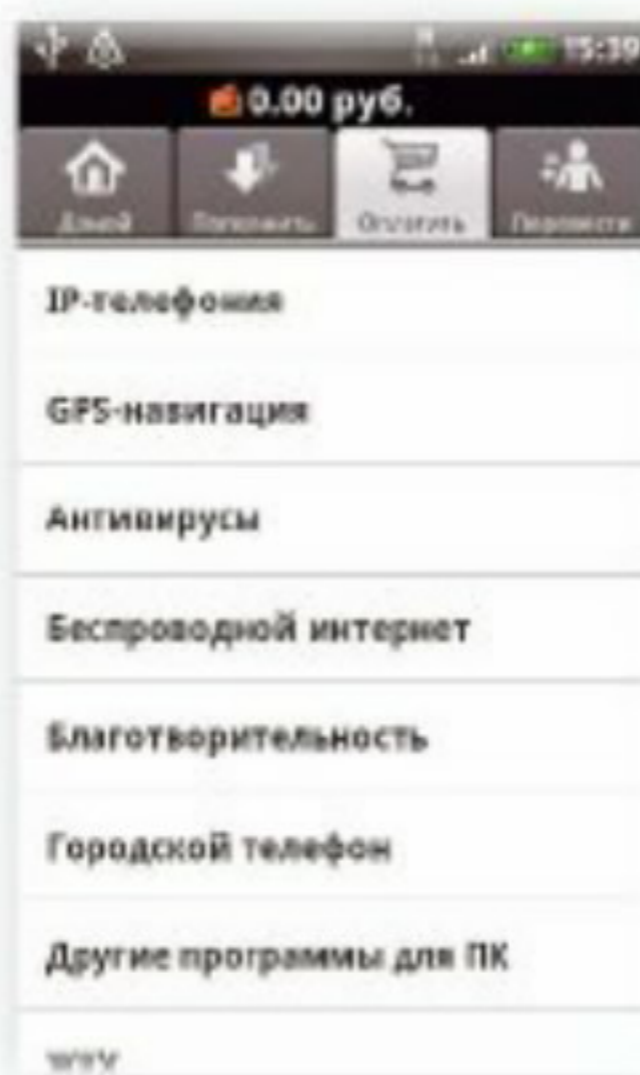 15:39
0.00 руб.
Домой Пополнить Оплатить Перевести
IP-телефония
GPS-навигация
Антивирусы
Беспроводной интернет
Благотворительность
Городской телефон
Другие программы для ПК